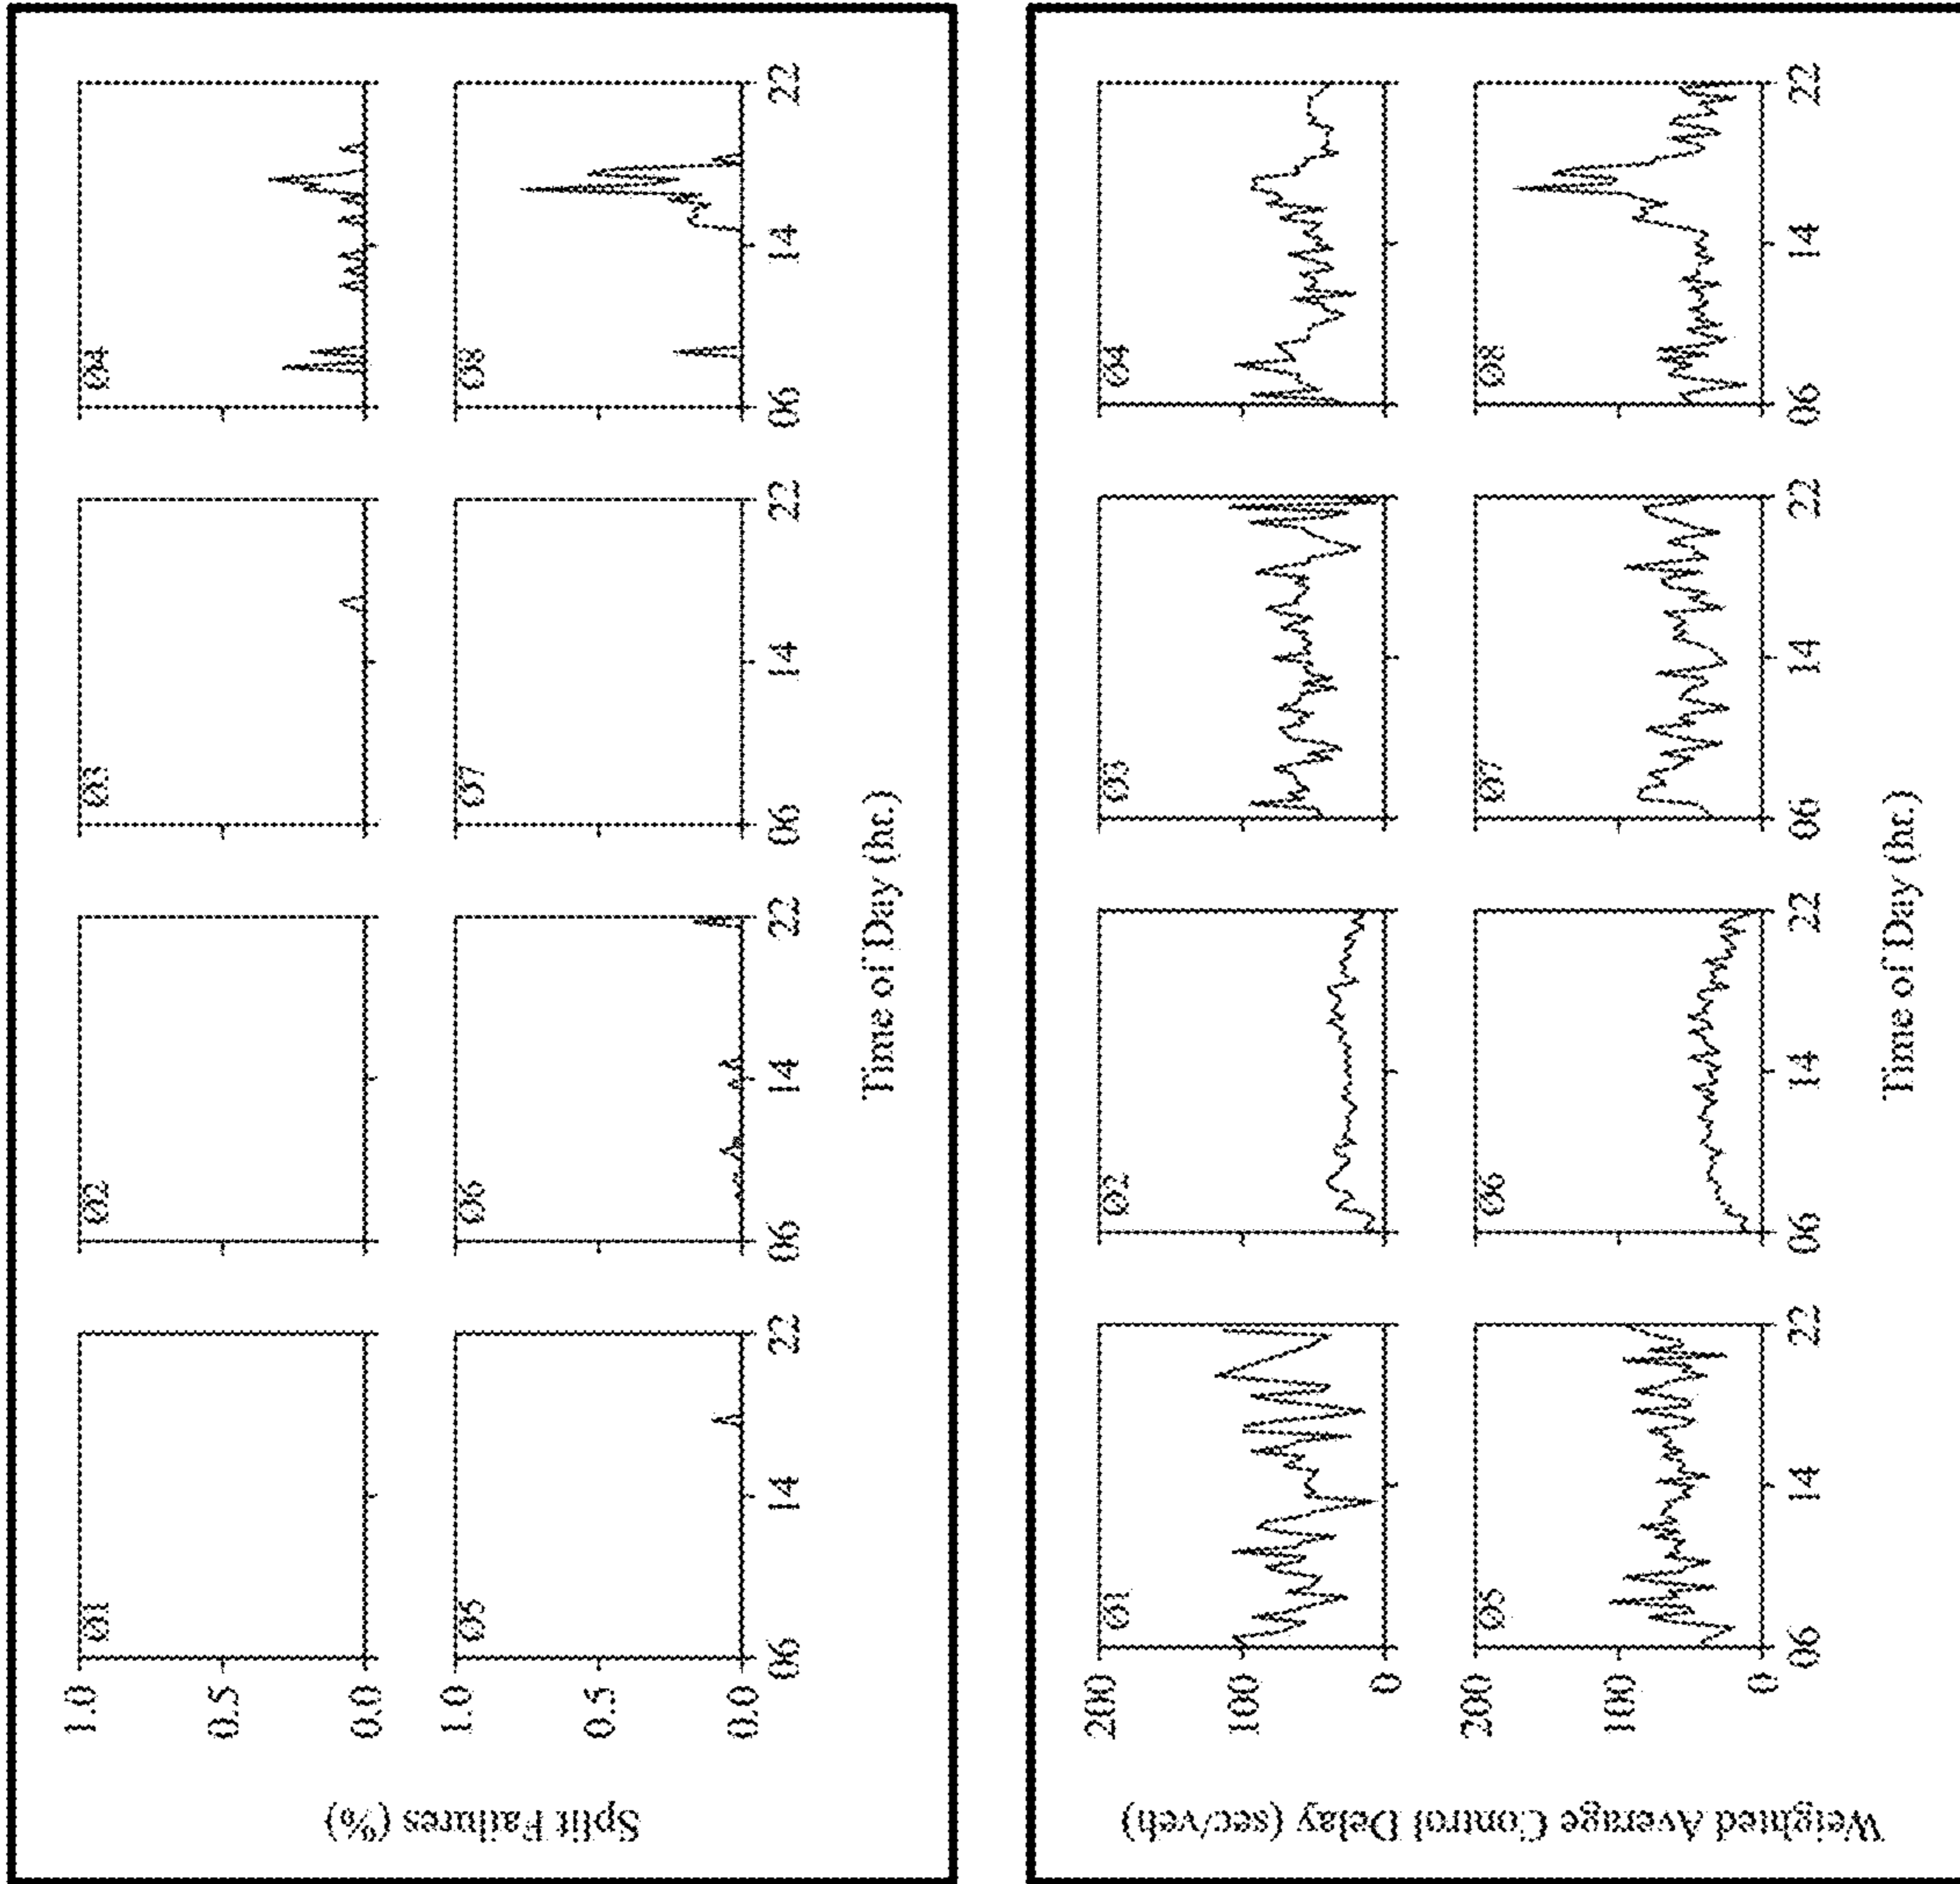 Split Failures (%)
1.0
0.5
0.0
Ø1
Ø2
Ø3
Ø4
1.0
0.5
0.0
Ø5
Ø6
Ø7
Ø8
06 14 22 06 14 22 06 14 22 06 14 22
Time of Day (hr.)
Weighted Average Control Delay (sec/veh)
200
100
0
Ø1
Ø2
Ø3
Ø4
200
100
0
Ø5
Ø6
Ø7
Ø8
06 14 22 06 14 22 06 14 22 06 14 22
Time of Day (hr.)